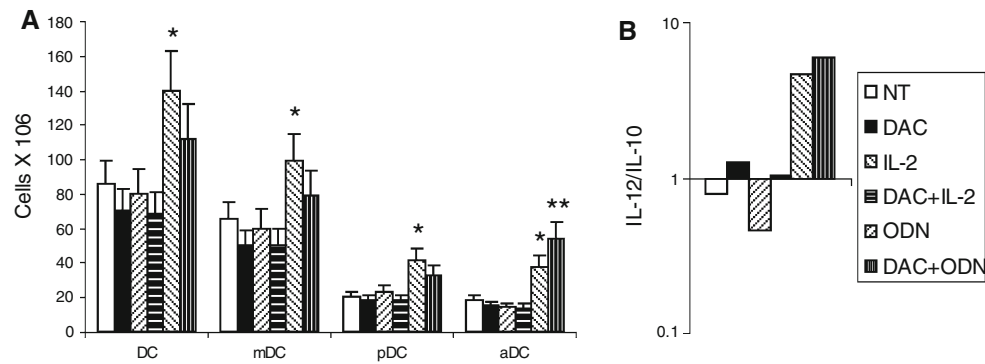 A
180
160
140
120
100
80
60
40
20
0
Cells X 106
*
*
*
*
**
DC
mDC
pDC
aDC
B
10
1
0.1
IL-12/IL-10
NT
DAC
IL-2
DAC+IL-2
ODN
DAC+ODN